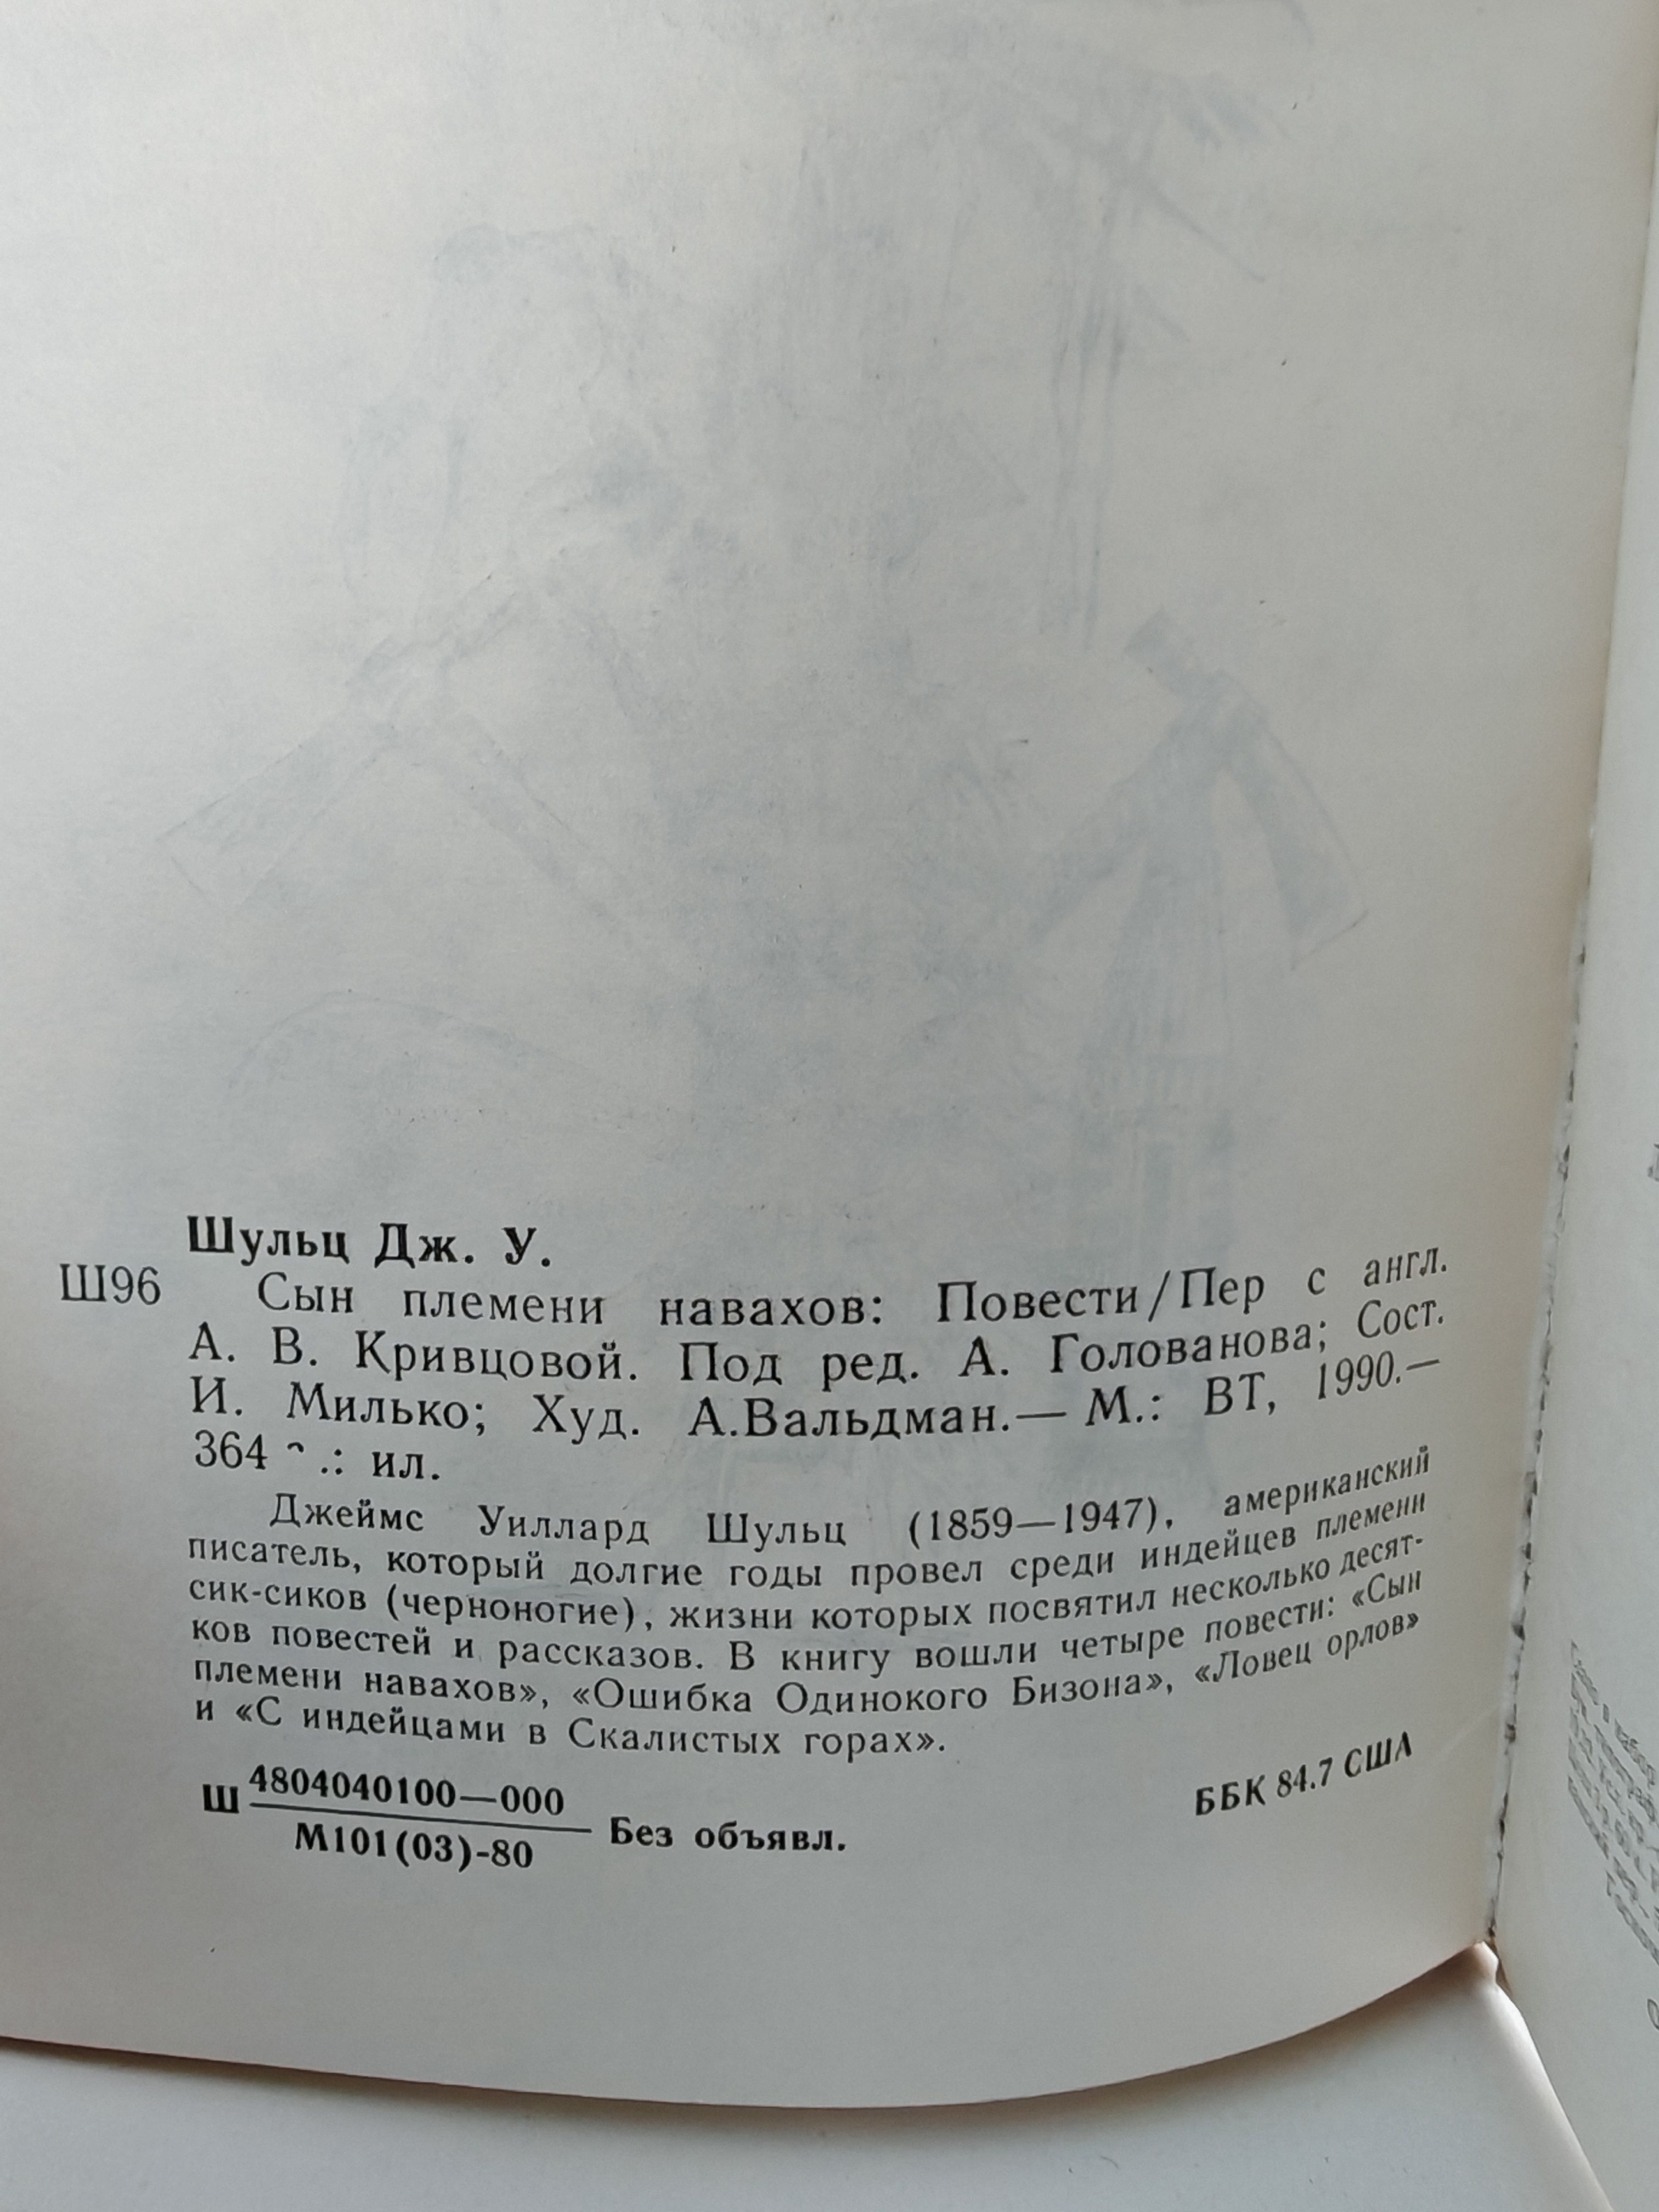 Шульц Дж. У.
Ш96 Сын племени навахов: Повести/Пер с англ.
А. В. Кривцовой. Под ред. А. Голованова; Сост.
И. Милько; Худ. А.Вальдман.— М.: ВТ, 1990.—
364 .: ил.
Джеймс Уиллард Шульц (1859—1947), американский
писатель, который долгие годы провел среди индейцев племени
сик-сиков (черноногие), жизни которых посвятил несколько десят-
ков повестей и рассказов. В книгу вошли четыре повести: «Сын
племени навахов», «Ошибка Одинокого Бизона», «Ловец орлов»
и «С индейцами в Скалистых горах».
Ш 4804040100—000
М101(03)-80 Без объявл.
ББК 84.7 США